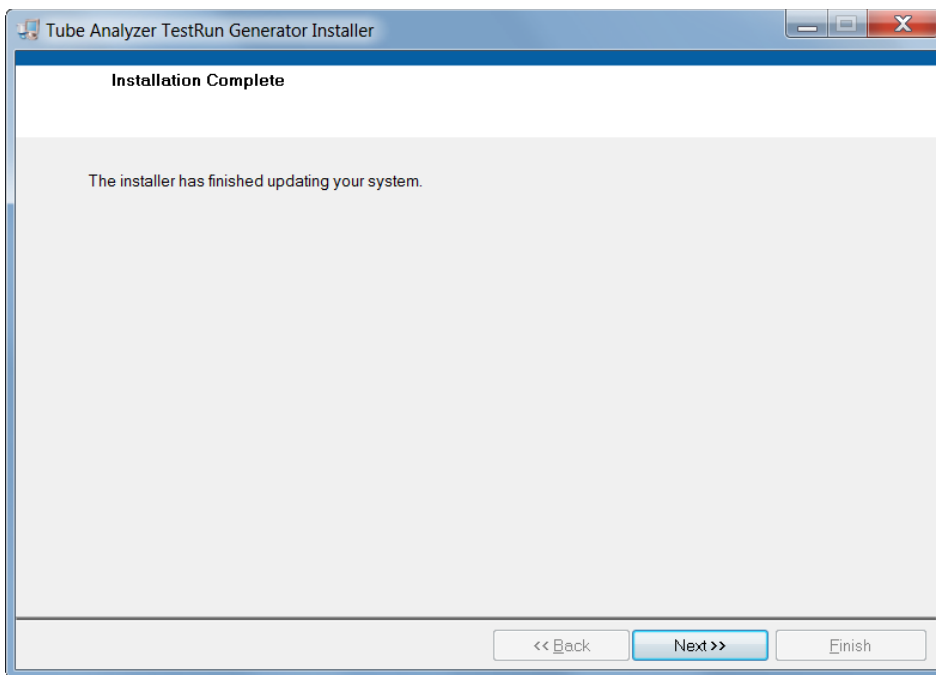 Tube Analyzer TestRun Generator Installer
Installation Complete
The installer has finished updating your system.
<< Back
Next >>
Finish